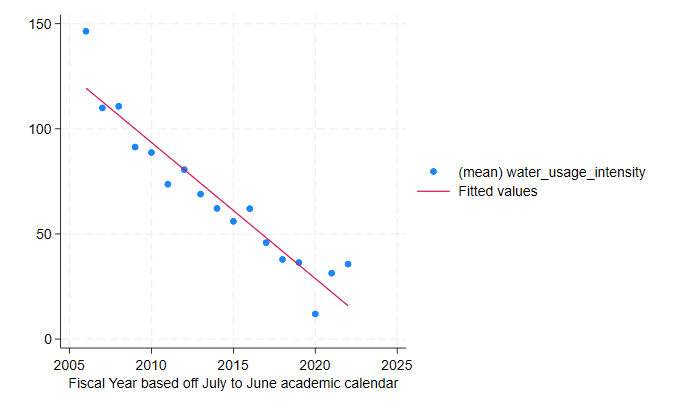 150
100
50
0
2005 2010 2015 2020 2025
Fiscal Year based off July to June academic calendar
(mean) water_usage_intensity
Fitted values